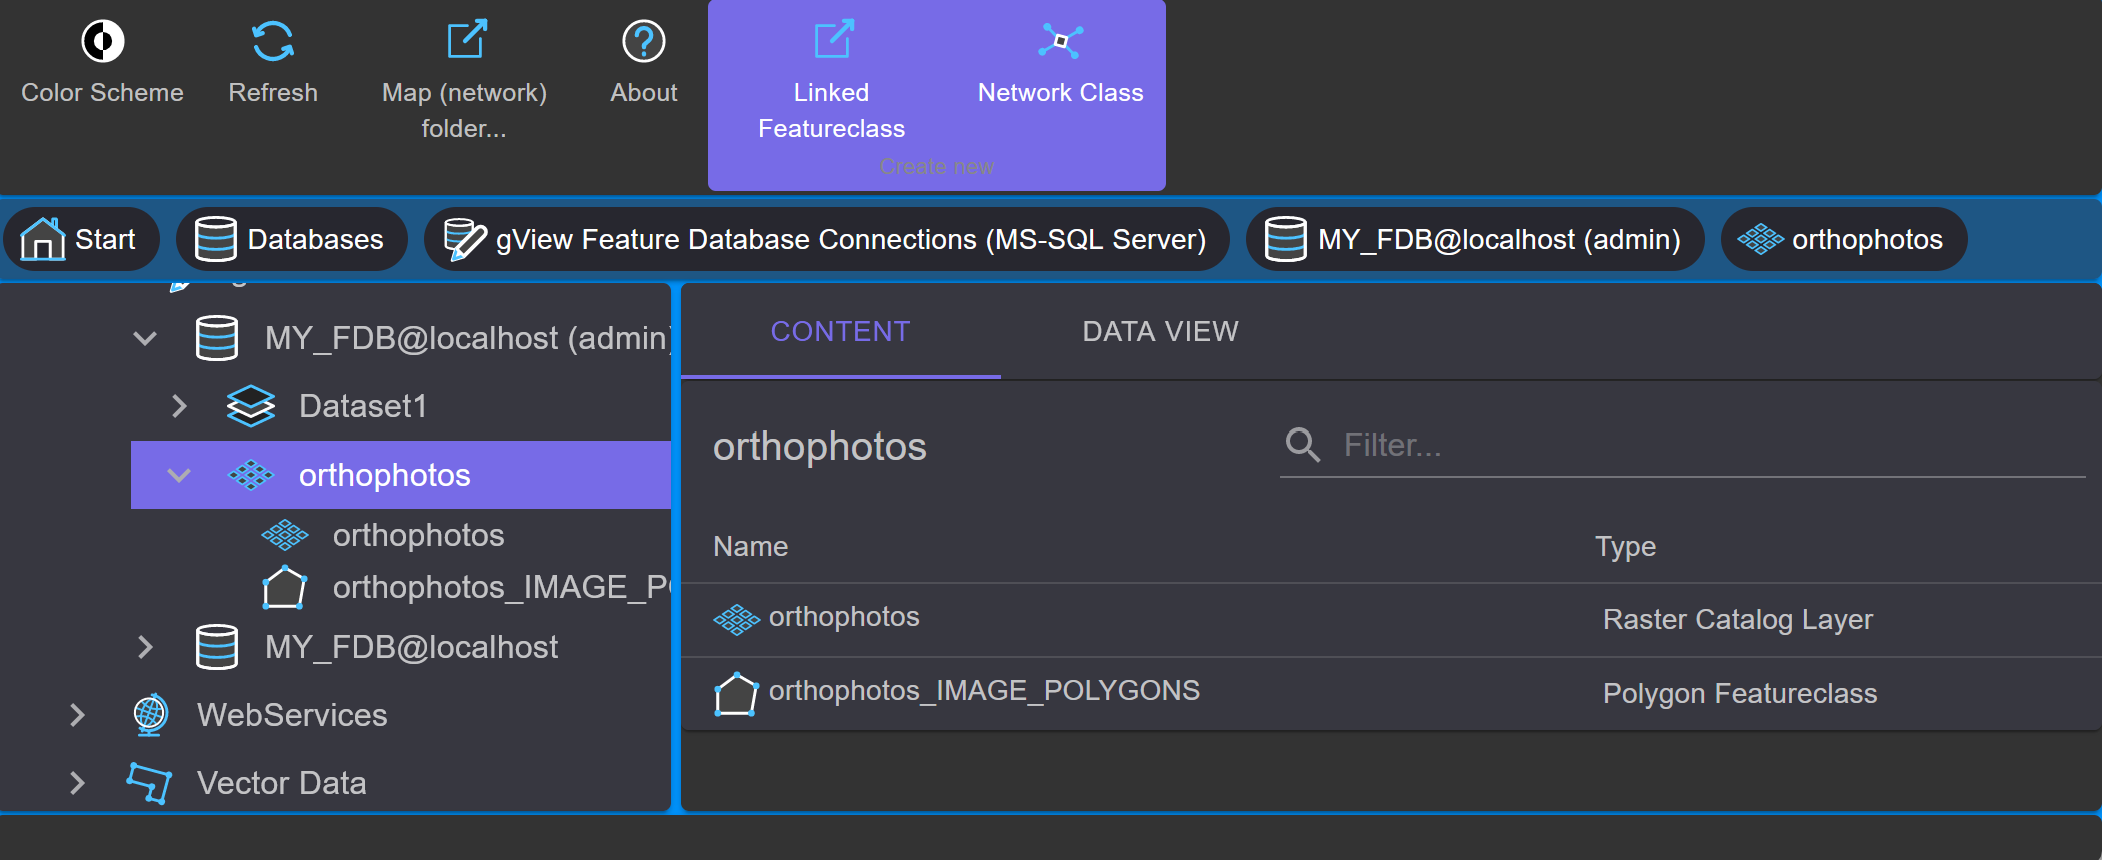 Color Scheme
Refresh
Map (network)
folder...
About
Linked
Featureclass
Network Class
Create new
Start
Databases
gView Feature Database Connections (MS-SQL Server)
MY_FDB@localhost (admin)
orthophotos
MY_FDB@localhost (admin)
Dataset1
orthophotos
orthophotos
orthophotos_IMAGE_P
MY_FDB@localhost
WebServices
Vector Data
CONTENT
DATA VIEW
orthophotos
Filter...
Name
Type
orthophotos
Raster Catalog Layer
orthophotos_IMAGE_POLYGONS
Polygon Featureclass